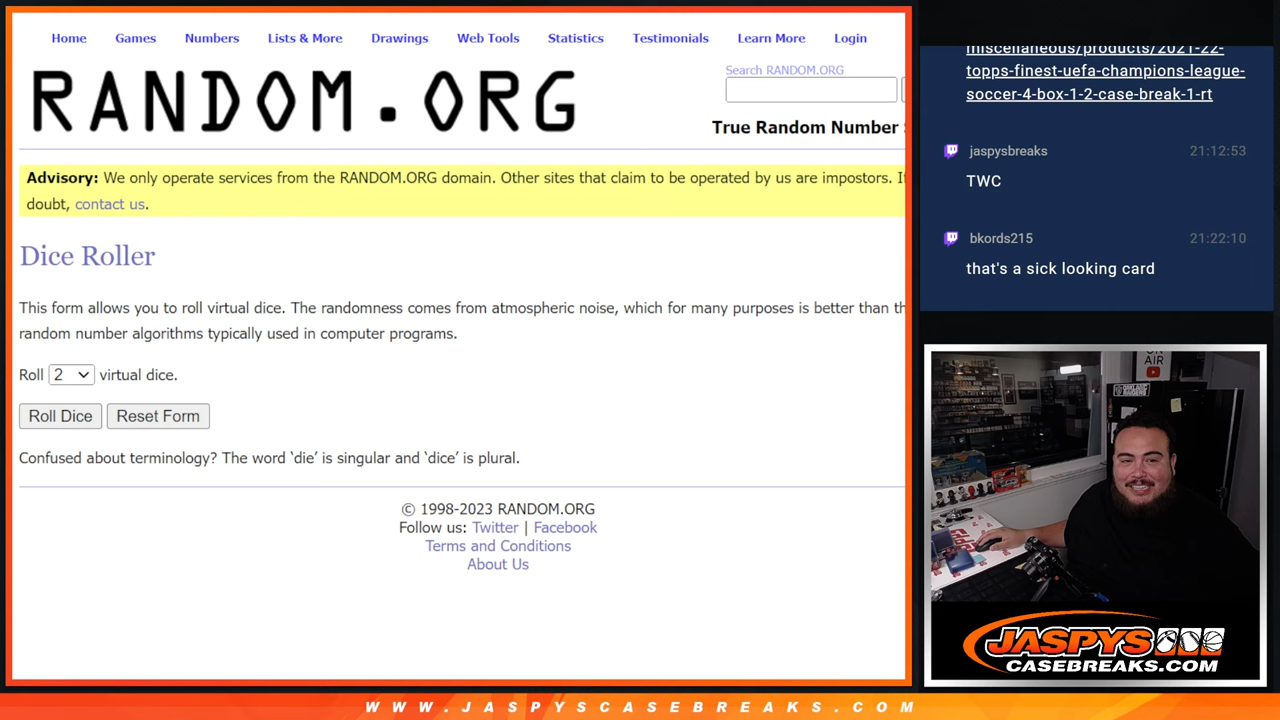 Home Games Numbers Lists & More Drawings Web Tools Statistics Testimonials Learn More Login
RANDOM.ORG
Search RANDOM.ORG
True Random Number
Advisory: We only operate services from the RANDOM.ORG domain. Other sites that claim to be operated by us are impostors.
doubt, contact us.
Dice Roller
This form allows you to roll virtual dice. The randomness comes from atmospheric noise, which for many purposes is better than
random number algorithms typically used in computer programs.
Roll 2 virtual dice.
Roll Dice Reset Form
Confused about terminology? The word ‘die’ is singular and ‘dice’ is plural.
© 1998-2023 RANDOM.ORG
Follow us: Twitter | Facebook
Terms and Conditions
About Us
miscellaneous/products/2021-22-
topps-finest-uefa-champions-league-
soccer-4-box-1-2-case-break-1-rt
jaspysbreaks 21:12:53
TWC
bkords215 21:22:10
that's a sick looking card
ON
AIR
JASPYS
CASEBREAKS.COM
WWW.JASPYSCASEBREAKS.COM